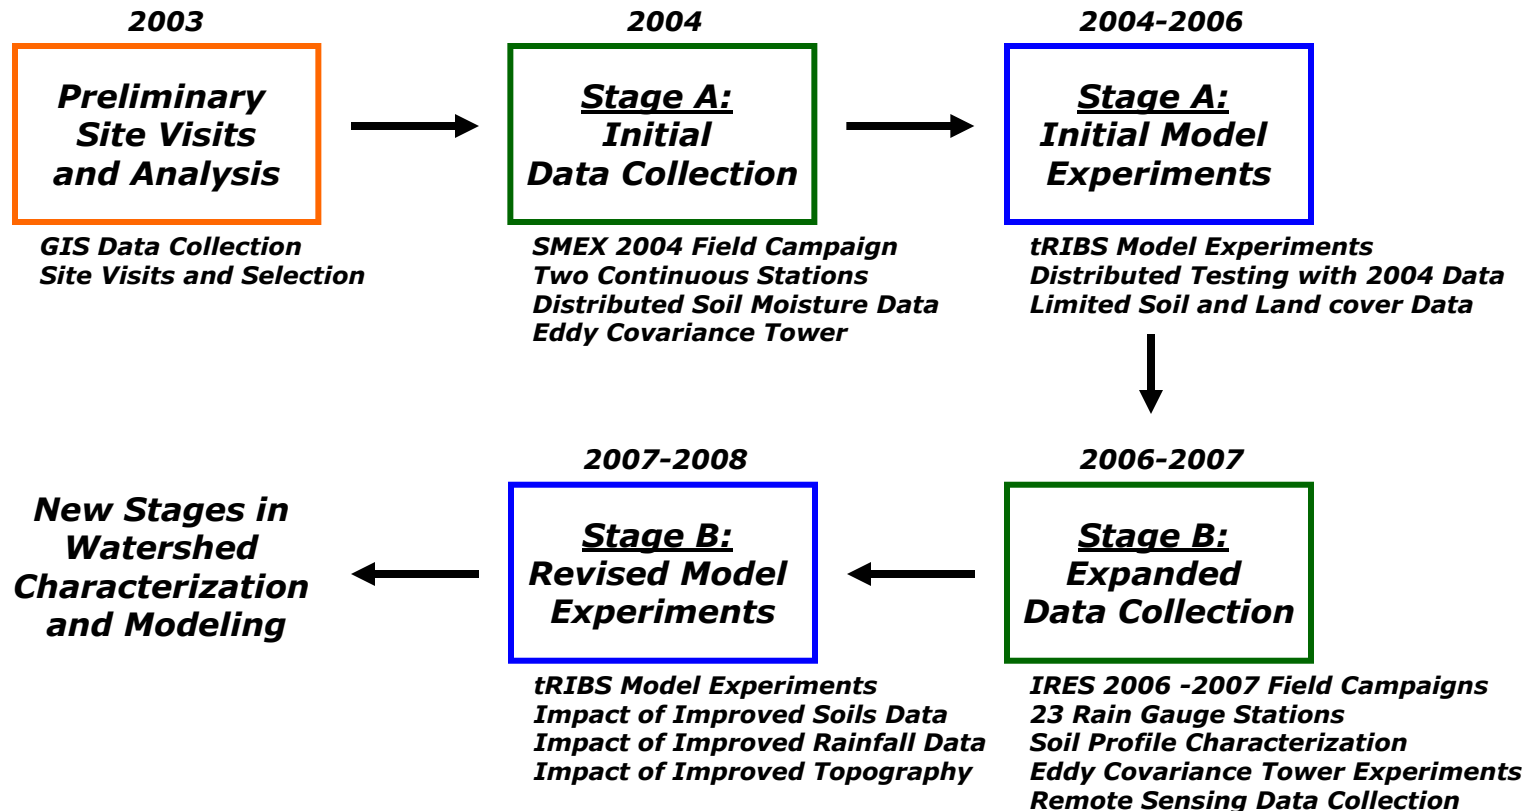 2003
Preliminary
Site Visits
and Analysis
GIS Data Collection
Site Visits and Selection
2004
Stage A:
Initial
Data Collection
SMEX 2004 Field Campaign
Two Continuous Stations
Distributed Soil Moisture Data
Eddy Covariance Tower
2004-2006
Stage A:
Initial Model
Experiments
tRIBS Model Experiments
Distributed Testing with 2004 Data
Limited Soil and Land cover Data
2006-2007
Stage B:
Expanded
Data Collection
IRES 2006 -2007 Field Campaigns
23 Rain Gauge Stations
Soil Profile Characterization
Eddy Covariance Tower Experiments
Remote Sensing Data Collection
2007-2008
Stage B:
Revised Model
Experiments
tRIBS Model Experiments
Impact of Improved Soils Data
Impact of Improved Rainfall Data
Impact of Improved Topography
New Stages in
Watershed
Characterization
and Modeling